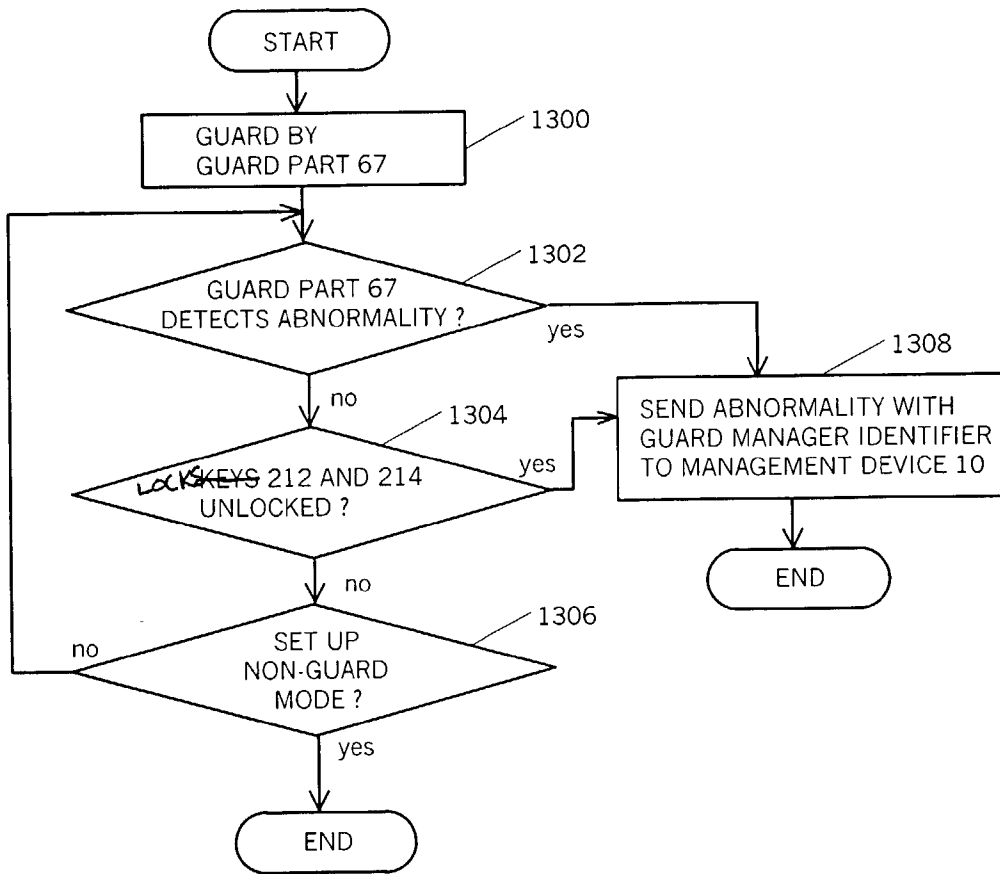 START
GUARD BY
GUARD PART 67
1300
GUARD PART 67
DETECTS ABNORMALITY ?
1302
yes
no
LOCKS KEYS 212 AND 214
UNLOCKED ?
1304
yes
no
SEND ABNORMALITY WITH
GUARD MANAGER IDENTIFIER
TO MANAGEMENT DEVICE 10
1308
END
SET UP
NON-GUARD
MODE ?
1306
no
yes
END